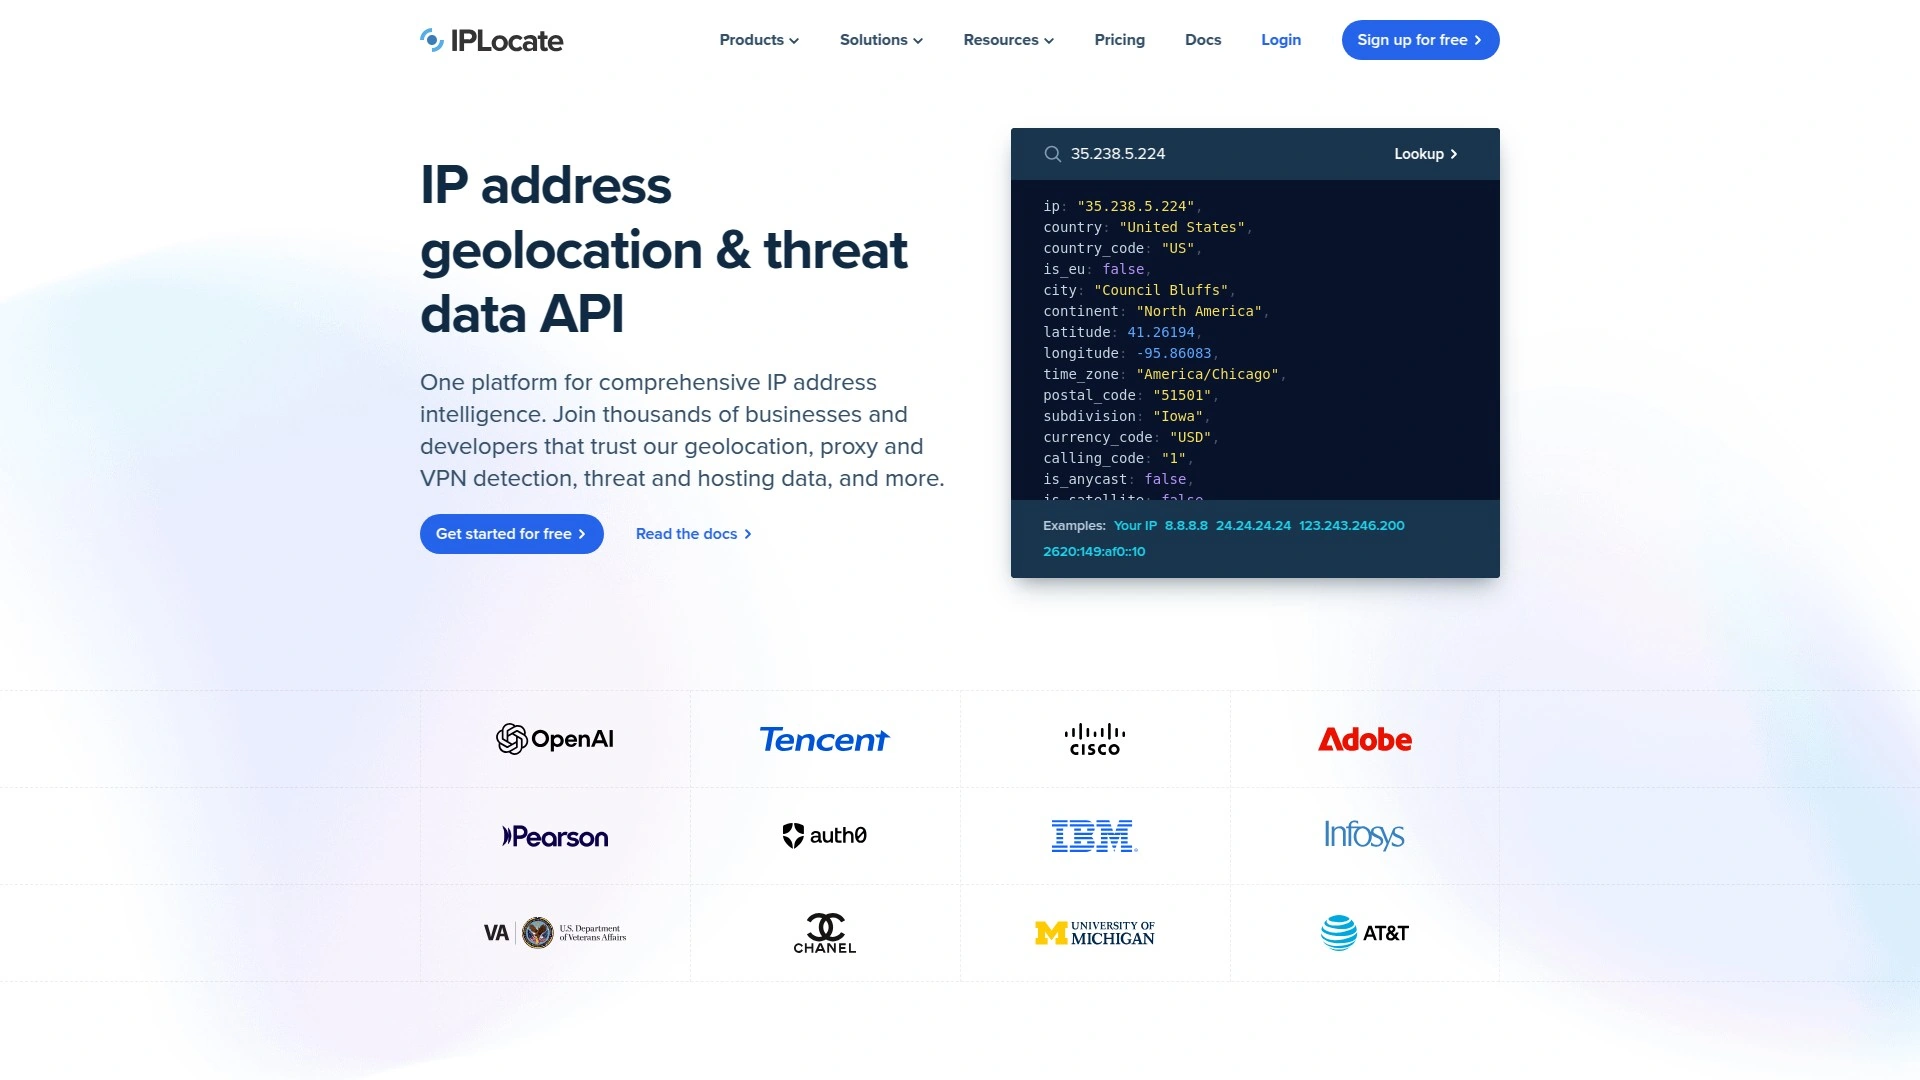 IPLocate
Products
Solutions
Resources
Pricing
Docs
Login
Sign up for free
IP address
geolocation & threat
data API
One platform for comprehensive IP address
intelligence. Join thousands of businesses and
developers that trust our geolocation, proxy and
VPN detection, threat and hosting data, and more.
Get started for free
Read the docs
35.238.5.224
Lookup
ip: "35.238.5.224",
country: "United States",
country_code: "US",
is_eu: false,
city: "Council Bluffs",
continent: "North America",
latitude: 41.26194,
longitude: -95.86083,
time_zone: "America/Chicago",
postal_code: "51501",
subdivision: "Iowa",
currency_code: "USD",
calling_code: "1",
is_anycast: false,
is_satellite: false
Examples: Your IP 8.8.8.8 24.24.24.24 123.243.246.200
2620:149:af0::10
OpenAI
Tencent
CISCO
Adobe
Pearson
auth0
IBM
Infosys
VA
U.S. Department
of Veterans Affairs
CHANEL
M
UNIVERSITY OF
MICHIGAN
AT&T